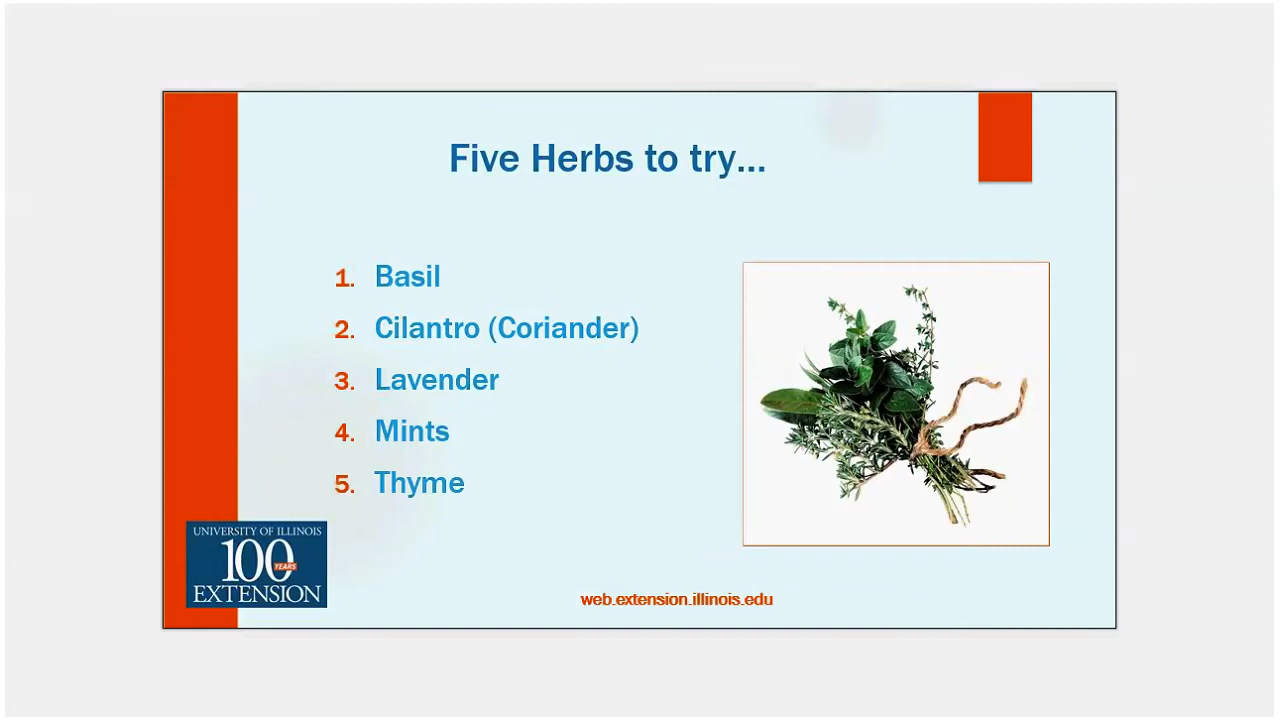 Five Herbs to try...
1. Basil
2. Cilantro (Coriander)
3. Lavender
4. Mints
5. Thyme
UNIVERSITY OF ILLINOIS
100 YEARS
EXTENSION
web.extension.illinois.edu